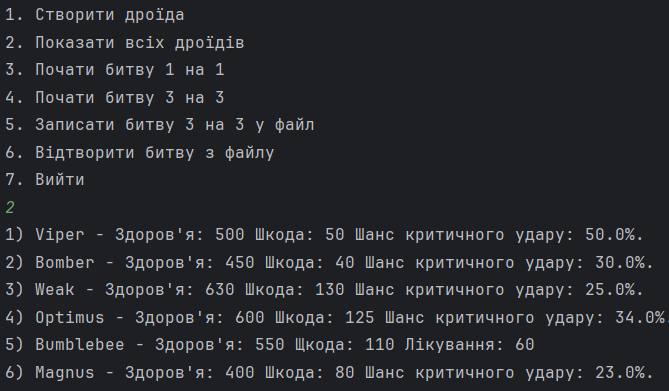 1. Створити дроїда
2. Показати всіх дроїдів
3. Почати битву 1 на 1
4. Почати битву 3 на 3
5. Записати битву 3 на 3 у файл
6. Відтворити битву з файлу
7. Вийти
2
1) Viper - Здоров'я: 500 Шкода: 50 Шанс критичного удару: 50.0%.
2) Bomber - Здоров'я: 450 Шкода: 40 Шанс критичного удару: 30.0%.
3) Weak - Здоров'я: 630 Шкода: 130 Шанс критичного удару: 25.0%.
4) Optimus - Здоров'я: 600 Шкода: 125 Шанс критичного удару: 34.0%
5) Bumblebee - Здоров'я: 550 Щкода: 110 Лікування: 60
6) Magnus - Здоров'я: 400 Шкода: 80 Шанс критичного удару: 23.0%.